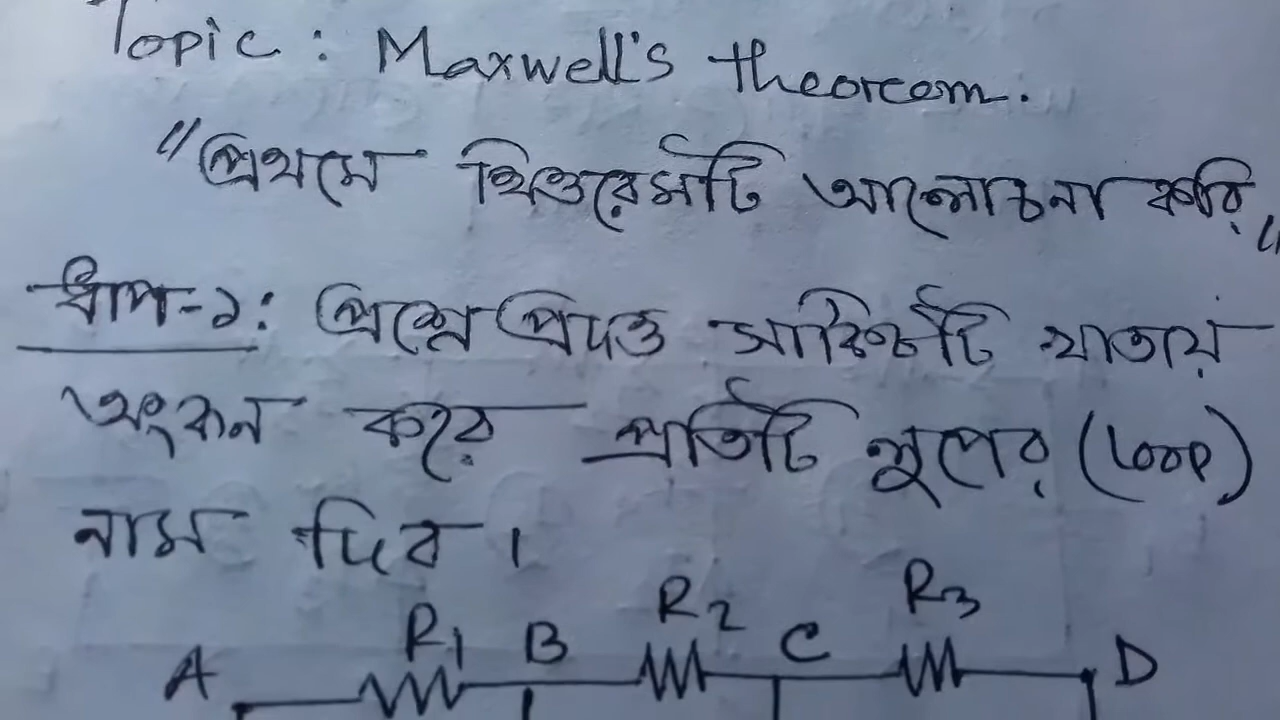 Topic : Maxwell's theorem.
"প্রথমে থিওরেমটি আলোচনা করি"
ধাপ-১: প্রশ্নে প্রদত্ত সার্কিটটি খাতায়
অংকন করে প্রতিটি লুপের (loop)
নাম দিব।
A R1 B R2 C R3 D